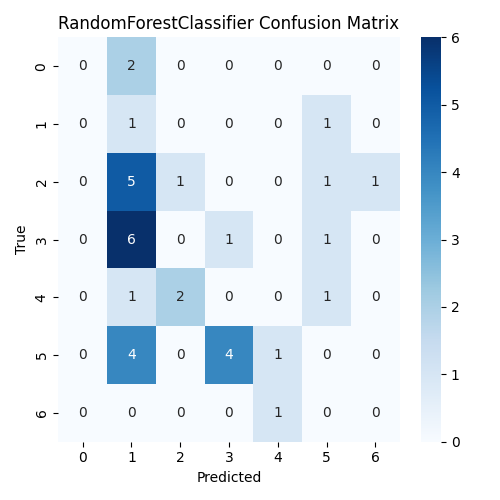 RandomForestClassifier Confusion Matrix
0 0 2 0 0 0 0 0
1 0 1 0 0 0 1 0
2 0 5 1 0 0 1 1
3 0 6 0 1 0 1 0
4 0 1 2 0 0 1 0
5 0 4 0 4 1 0 0
6 0 0 0 0 1 0 0
0 1 2 3 4 5 6
Predicted
True
6
5
4
3
2
1
0